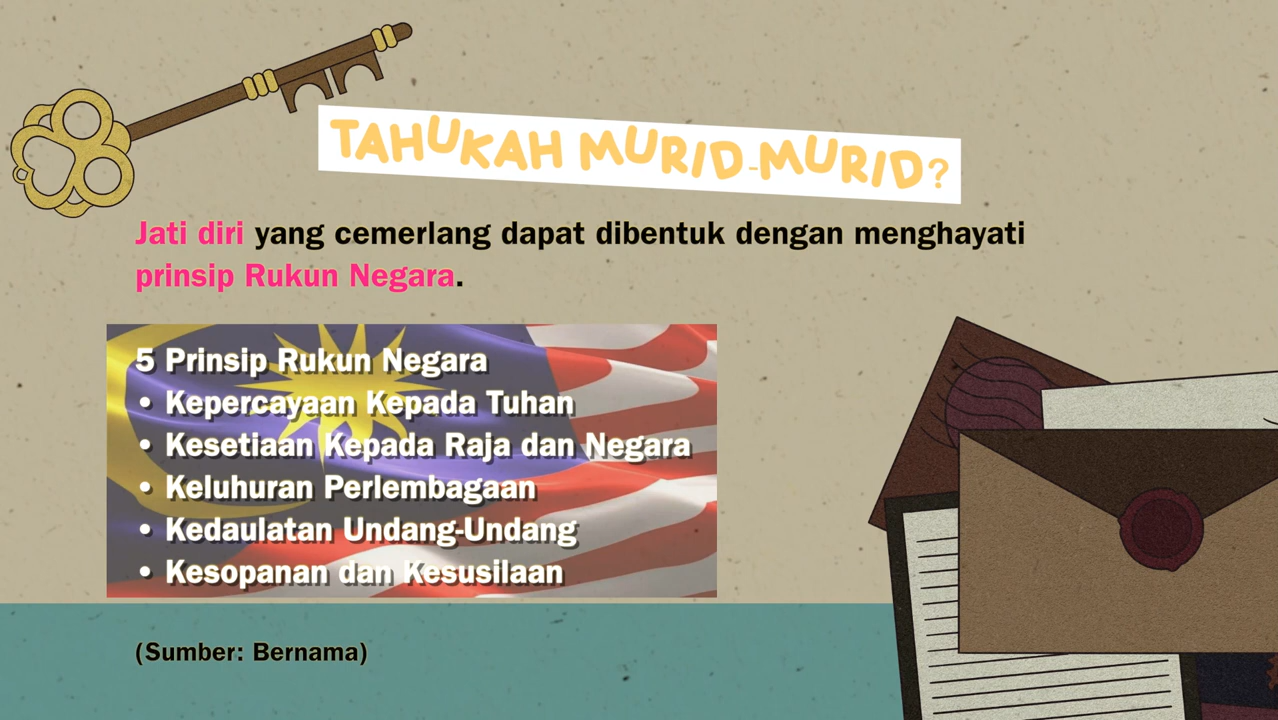 TAHUKAH MURID-MURID?
Jati diri yang cemerlang dapat dibentuk dengan menghayati
prinsip Rukun Negara.
5 Prinsip Rukun Negara
• Kepercayaan Kepada Tuhan
• Kesetiaan Kepada Raja dan Negara
• Keluhuran Perlembagaan
• Kedaulatan Undang-Undang
• Kesopanan dan Kesusilaan
(Sumber: Bernama)